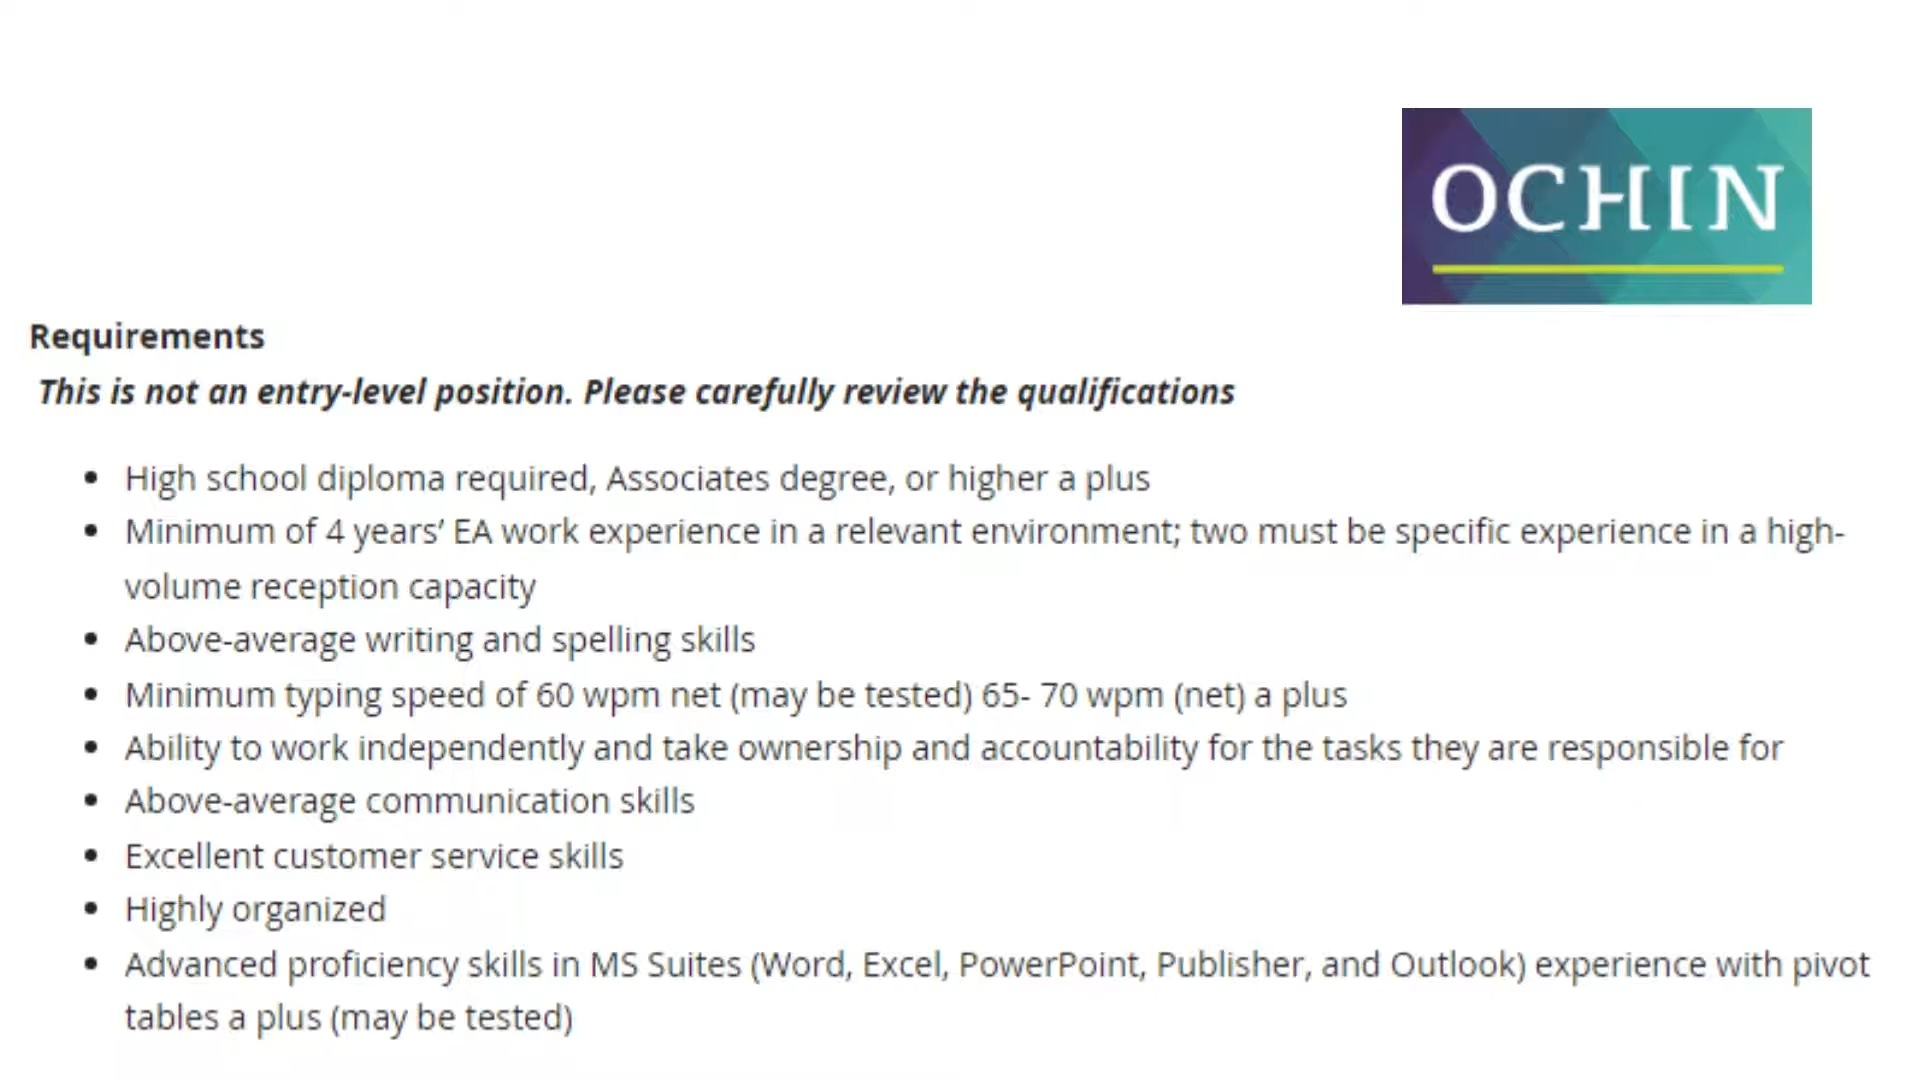 OCHIN
Requirements
This is not an entry-level position. Please carefully review the qualifications
• High school diploma required, Associates degree, or higher a plus
• Minimum of 4 years’ EA work experience in a relevant environment; two must be specific experience in a high-
volume reception capacity
• Above-average writing and spelling skills
• Minimum typing speed of 60 wpm net (may be tested) 65- 70 wpm (net) a plus
• Ability to work independently and take ownership and accountability for the tasks they are responsible for
• Above-average communication skills
• Excellent customer service skills
• Highly organized
• Advanced proficiency skills in MS Suites (Word, Excel, PowerPoint, Publisher, and Outlook) experience with pivot
tables a plus (may be tested)